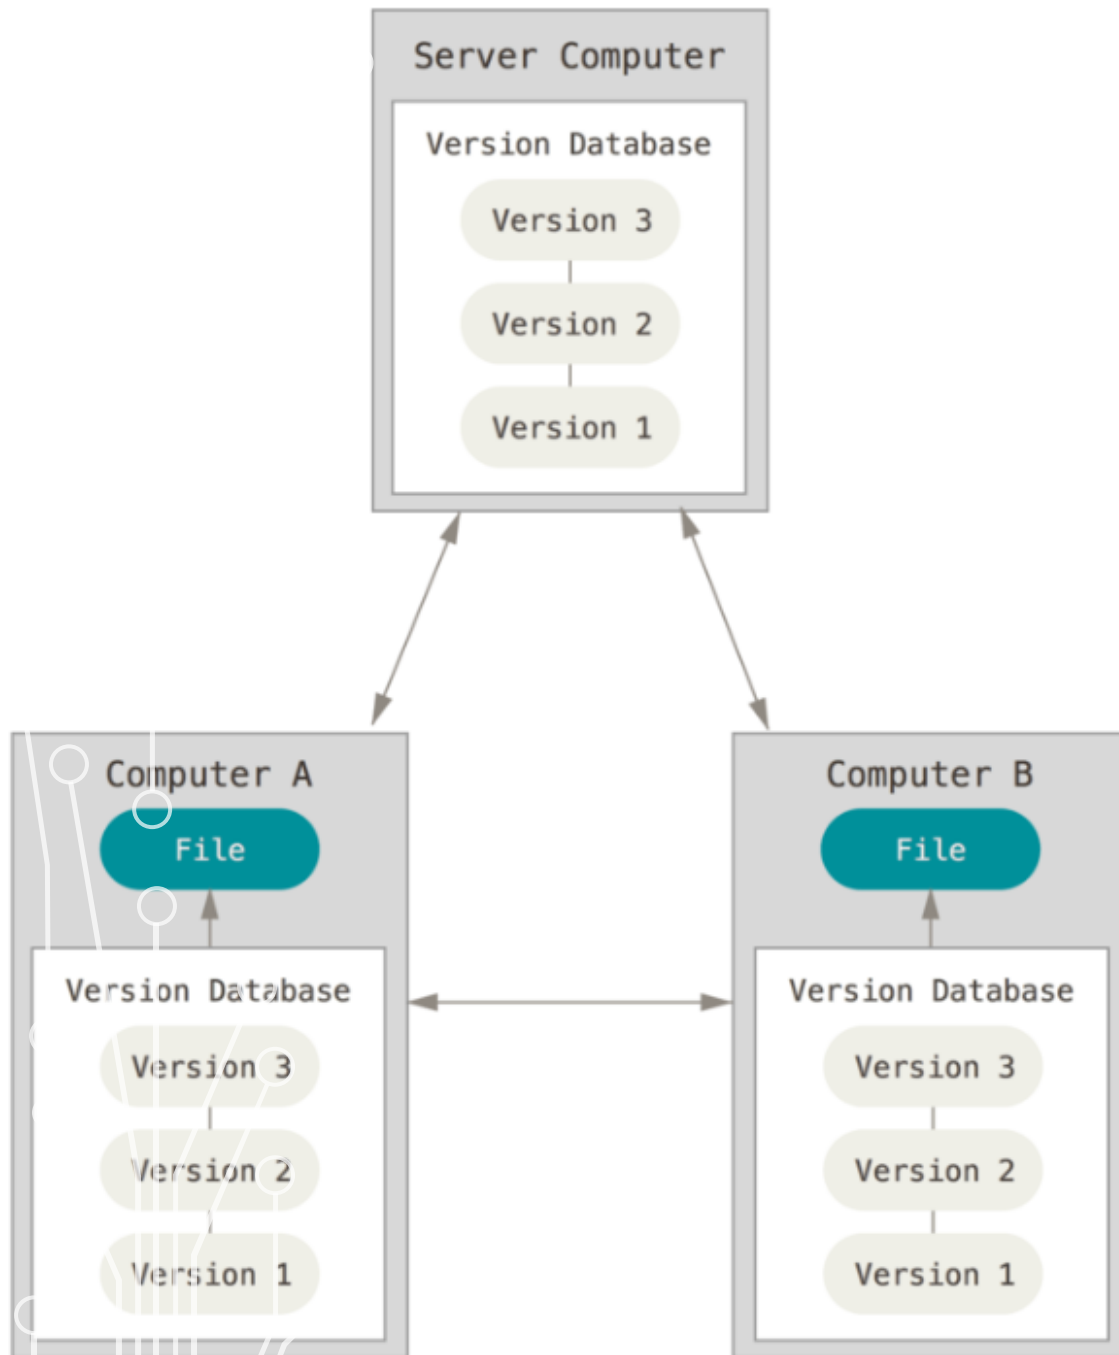 Server Computer
Version Database
Version 3
Version 2
Version 1
Computer A
File
Version Database
Version 3
Version 2
Version 1
Computer B
File
Version Database
Version 3
Version 2
Version 1